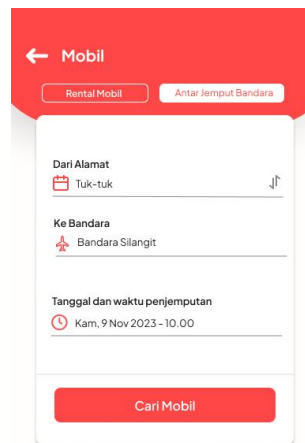 Mobil
Rental Mobil
Antar Jemput Bandara
Dari Alamat
Tuk-tuk
Ke Bandara
Bandara Silangit
Tanggal dan waktu penjemputan
Kam, 9 Nov 2023 - 10.00
Cari Mobil